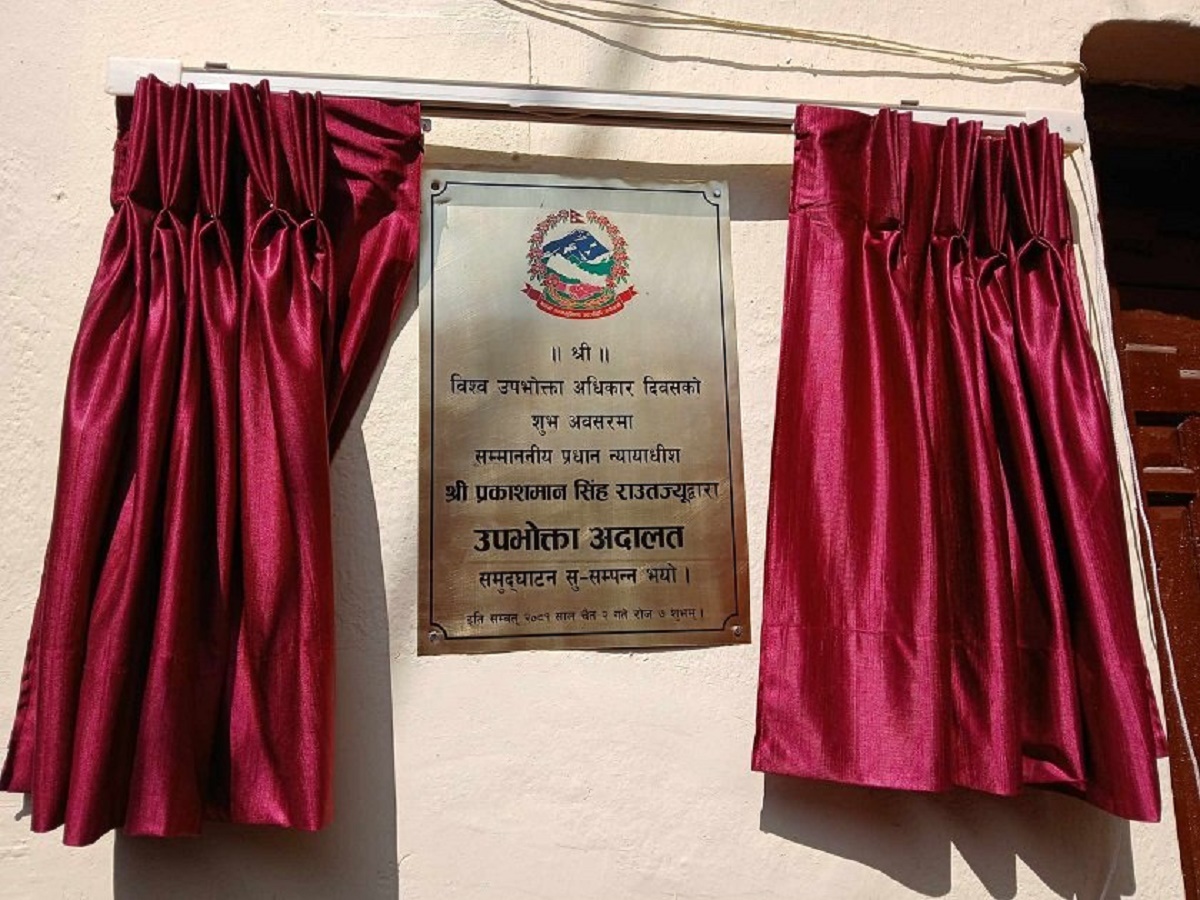 ॥ श्री ॥
विश्व उपभोक्ता अधिकार दिवसको
शुभ अवसरमा
सम्माननीय प्रधान न्यायाधीश
श्री प्रकाशमान सिंह राउतज्यूद्वारा
उपभोक्ता अदालत
समुद्घाटन सु-सम्पन्न भयो ।
इति सम्बत् २०८१ साल चैत २ गते रोज ७ शुभम् ।